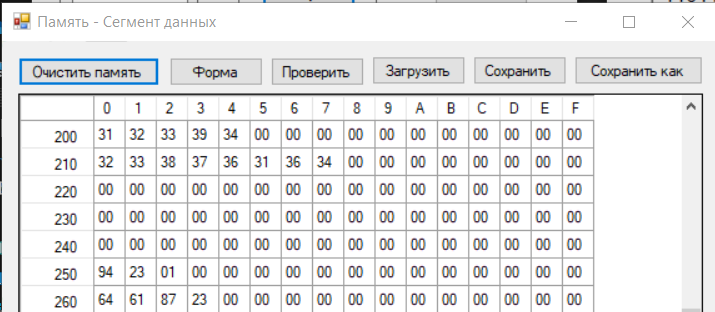 Память - Сегмент данных
Очистить память Форма Проверить Загрузить Сохранить Сохранить как
0 1 2 3 4 5 6 7 8 9 A B C D E F
200 31 32 33 39 34 00 00 00 00 00 00 00 00 00 00 00
210 32 33 38 37 36 31 36 34 00 00 00 00 00 00 00 00
220 00 00 00 00 00 00 00 00 00 00 00 00 00 00 00 00
230 00 00 00 00 00 00 00 00 00 00 00 00 00 00 00 00
240 00 00 00 00 00 00 00 00 00 00 00 00 00 00 00 00
250 94 23 01 00 00 00 00 00 00 00 00 00 00 00 00 00
260 64 61 87 23 00 00 00 00 00 00 00 00 00 00 00 00